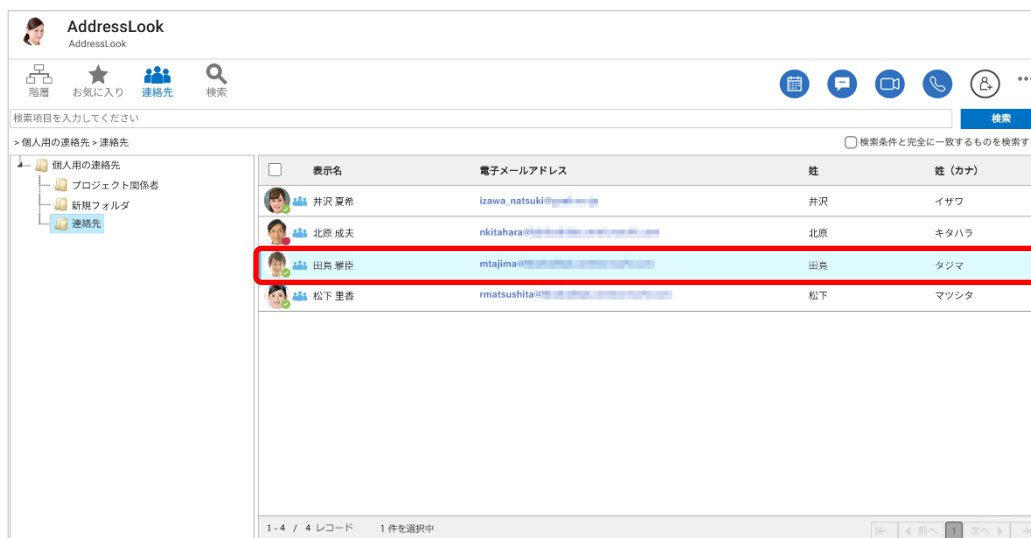 AddressLook
AddressLook
階層 お気に入り 連絡先 検索
検索項目を入力してください 検索
> 個人用の連絡先 > 連絡先 検索条件と完全に一致するものを検索す
個人用の連絡先
プロジェクト関係者
新規フォルダ
連絡先
表示名 電子メールアドレス 姓 姓（カナ）
井沢 夏希 izawa_natsuki@ 井沢 イザワ
北原 成夫 nkitahara@ 北原 キタハラ
田島 雅臣 mtajima@ 田島 タジマ
松下 里香 rmatsushita@ 松下 マツシタ
1 - 4 / 4 レコード 1 件を選択中 前へ 1 次へ